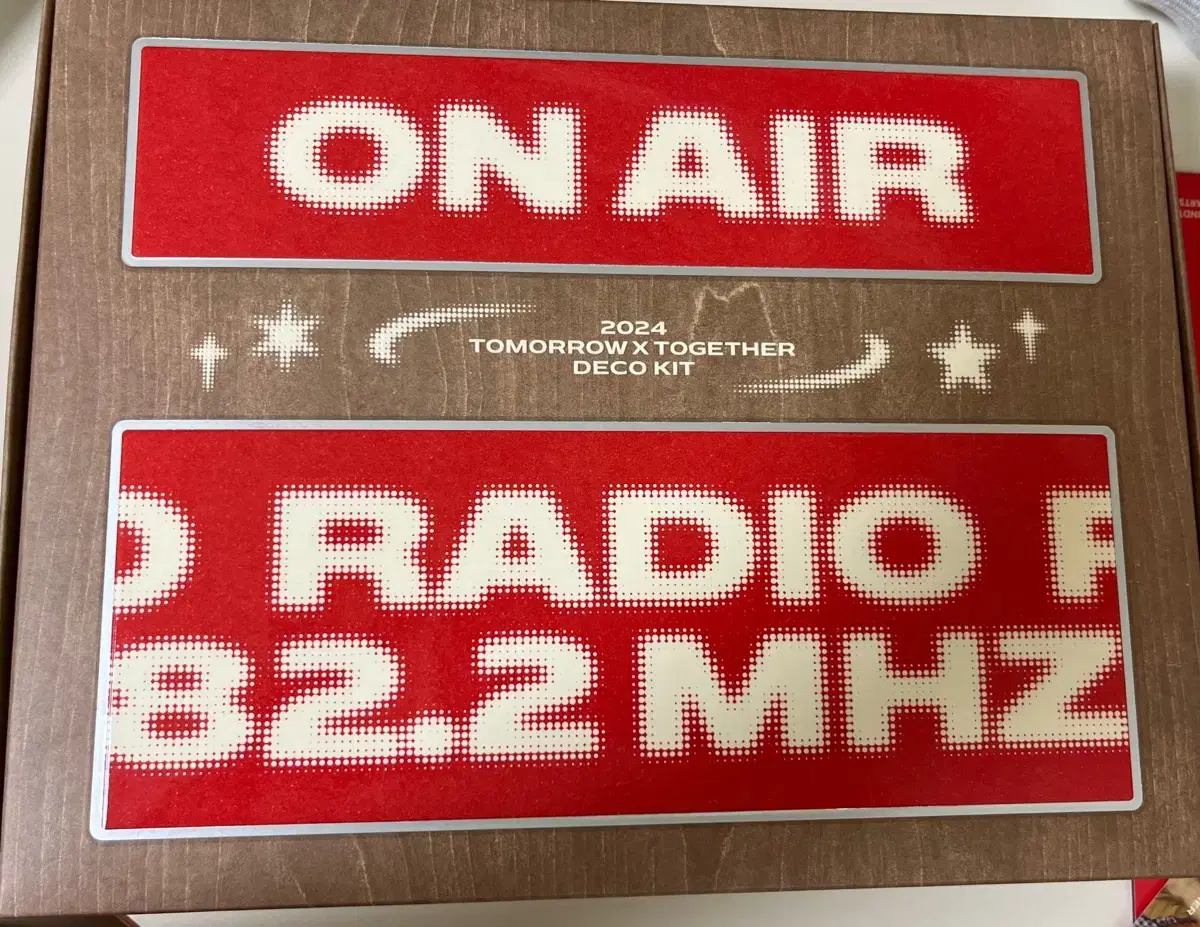 ON AIR
2024
TOMORROW X TOGETHER
DECO KIT
O RADIO R
82.2 MHZ